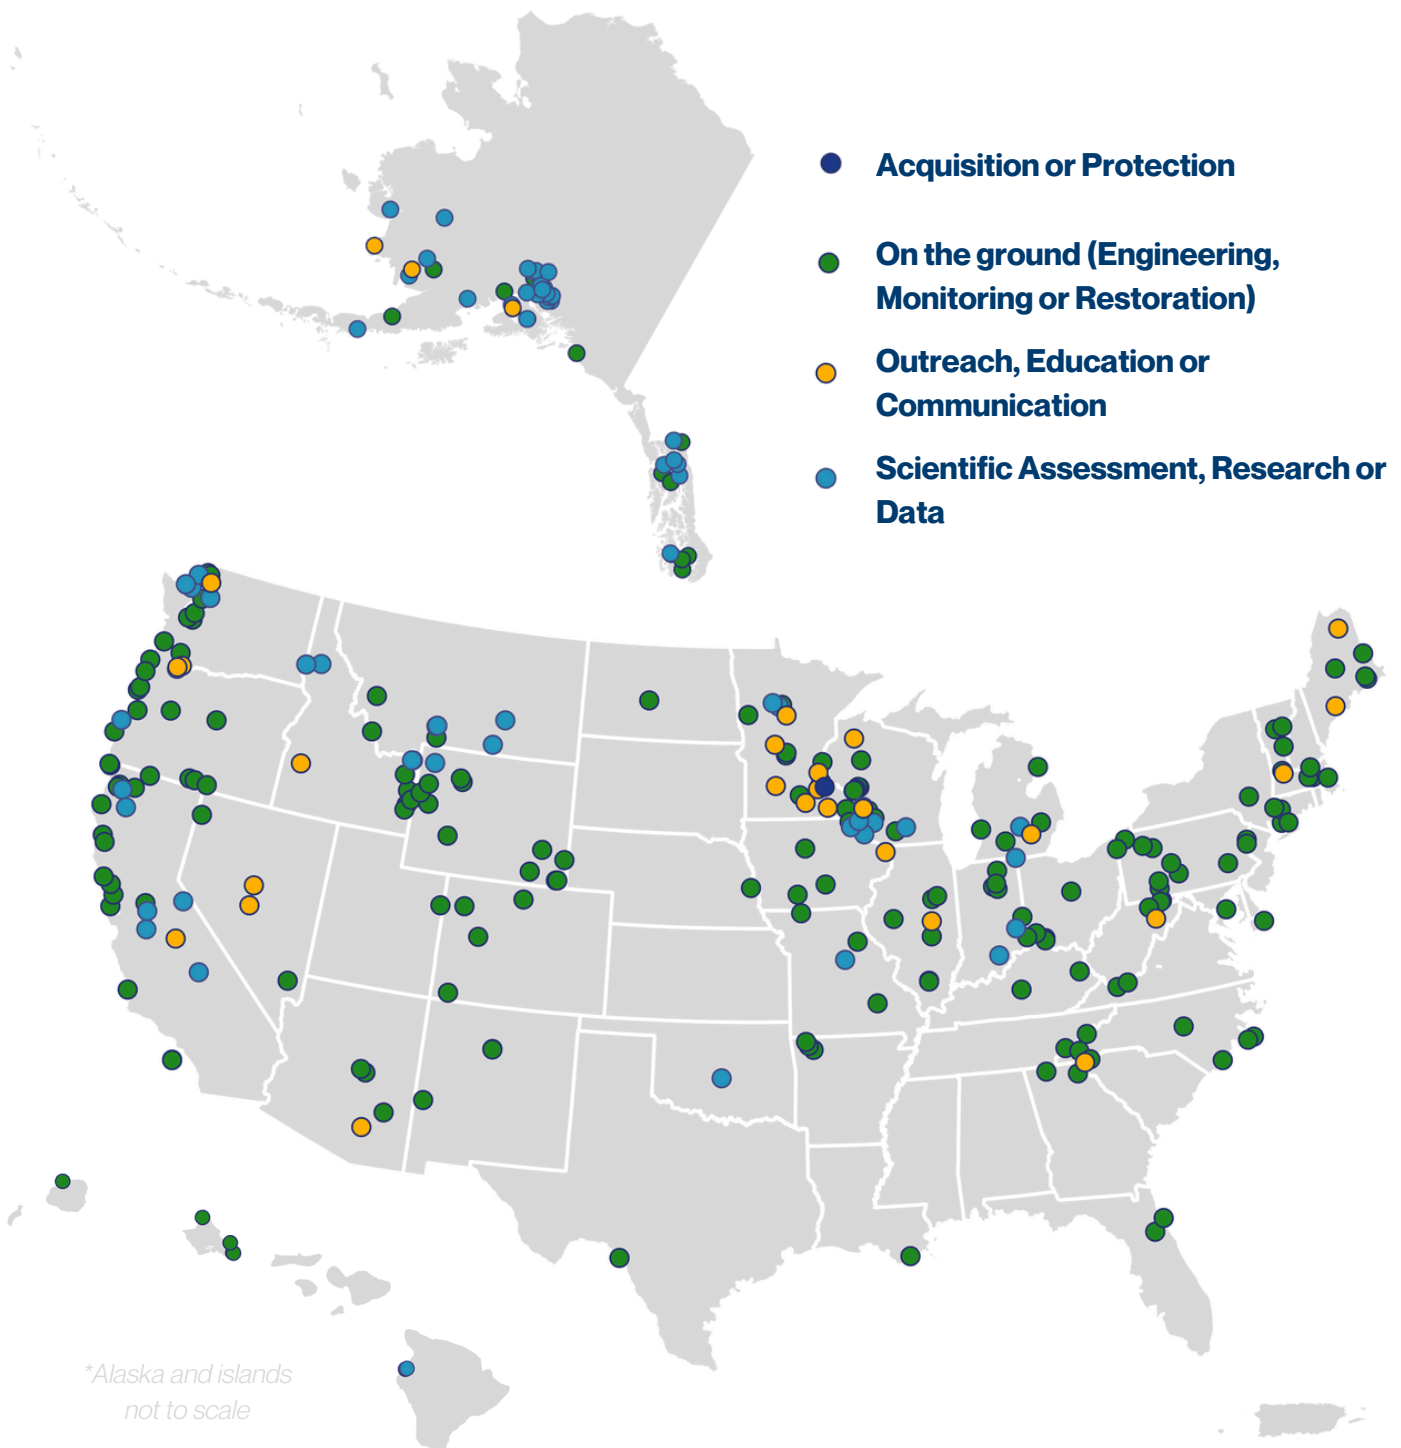 Acquisition or Protection
On the ground (Engineering,
Monitoring or Restoration)
Outreach, Education or
Communication
Scientific Assessment, Research or
Data
*Alaska and islands
not to scale